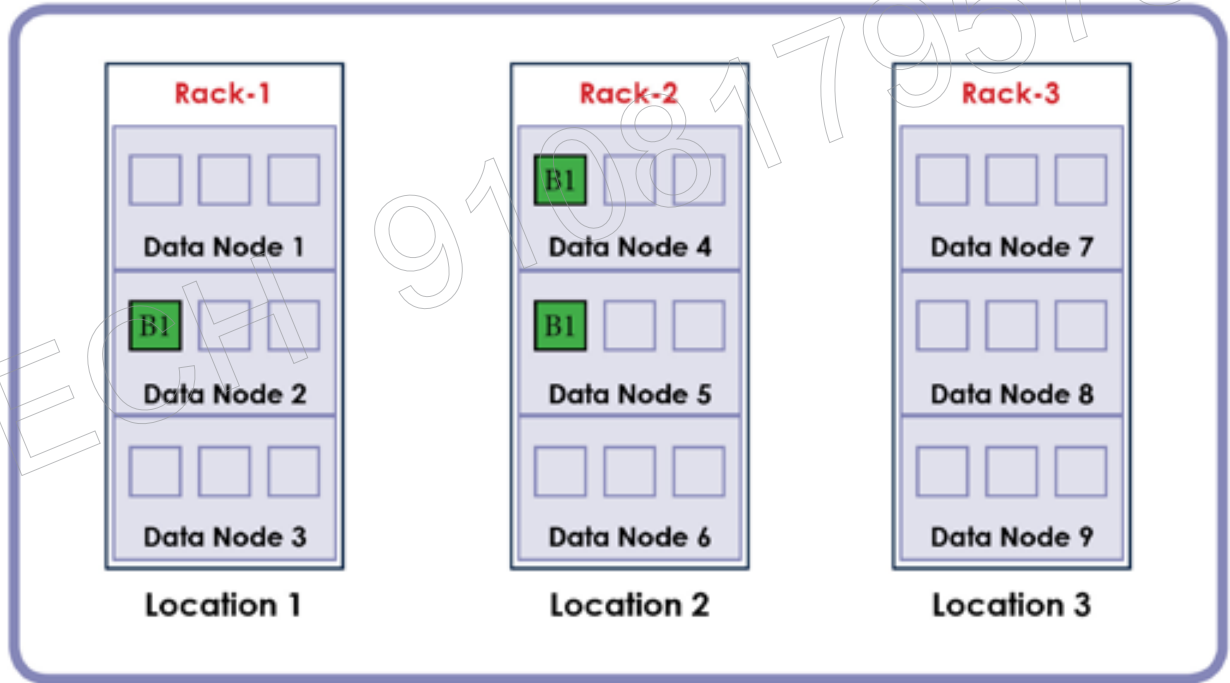 Rack-1
Rack-2
Rack-3
B1
Data Node 1
Data Node 4
Data Node 7
B1
B1
Data Node 2
Data Node 5
Data Node 8
Data Node 3
Data Node 6
Data Node 9
Location 1
Location 2
Location 3
ECH 91081795